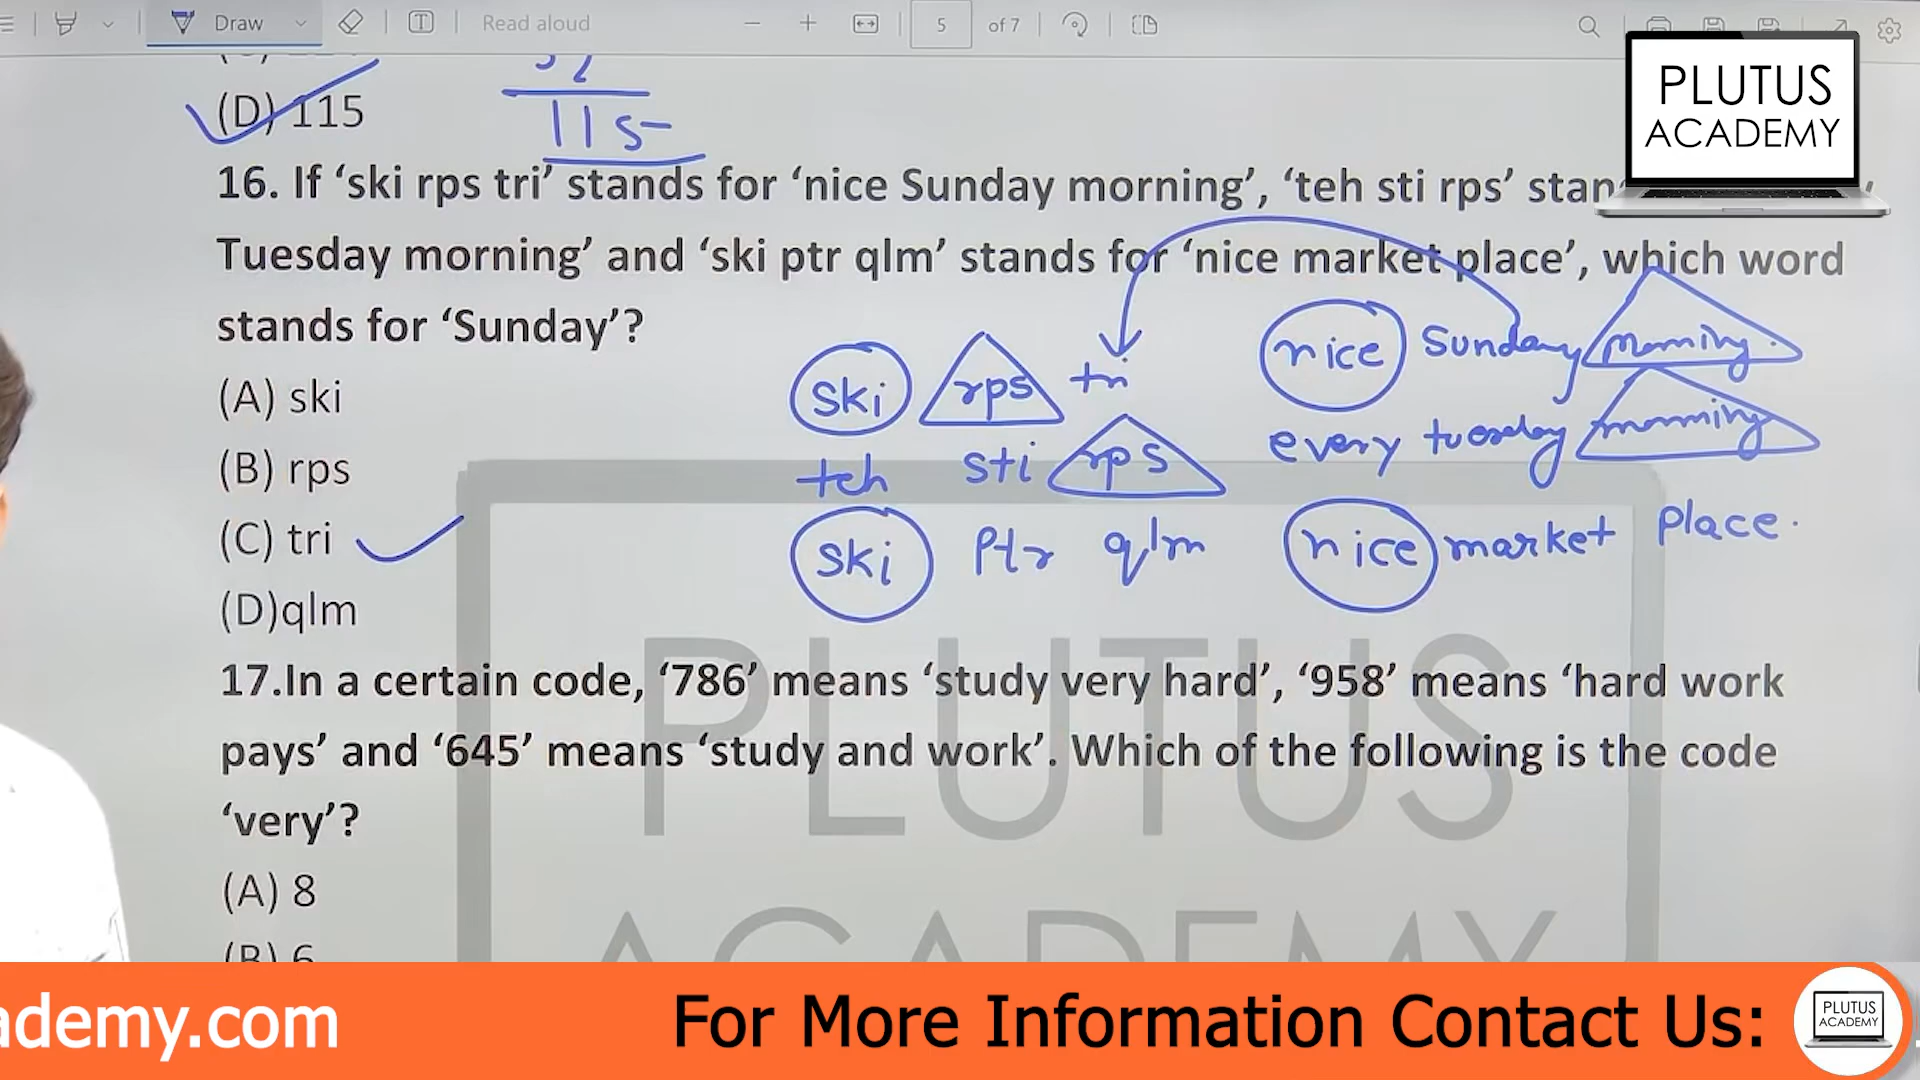 Draw
Read aloud
5 of 7
PLUTUS
ACADEMY
(D) 115
115
16. If ‘ski rps tri’ stands for ‘nice Sunday morning’, ‘teh sti rps’
Tuesday morning’ and ‘ski ptr qlm’ stands for ‘nice market place’, which word
stands for ‘Sunday’?
(A) ski
(B) rps
(C) tri
(D)qlm
ski rps tri nice Sunday morning.
teh sti rps every tuesday morning
ski ptr qlm nice market place.
17.In a certain code, ‘786’ means ‘study very hard’, ‘958’ means ‘hard work
pays’ and ‘645’ means ‘study and work’. Which of the following is the code
‘very’?
(A) 8
(B) 6
PLUTUS
ACADEMY
ademy.com
For More Information Contact Us:
PLUTUS
ACADEMY